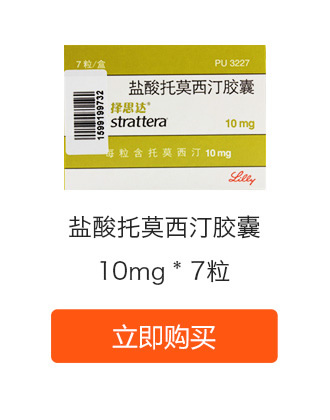 7粒/盒
PU 3227
盐酸托莫西汀胶囊
择思达®
strattera
10 mg
1599199732
每粒含托莫西汀 10 mg
Lilly
盐酸托莫西汀胶囊
10mg * 7粒
立即购买